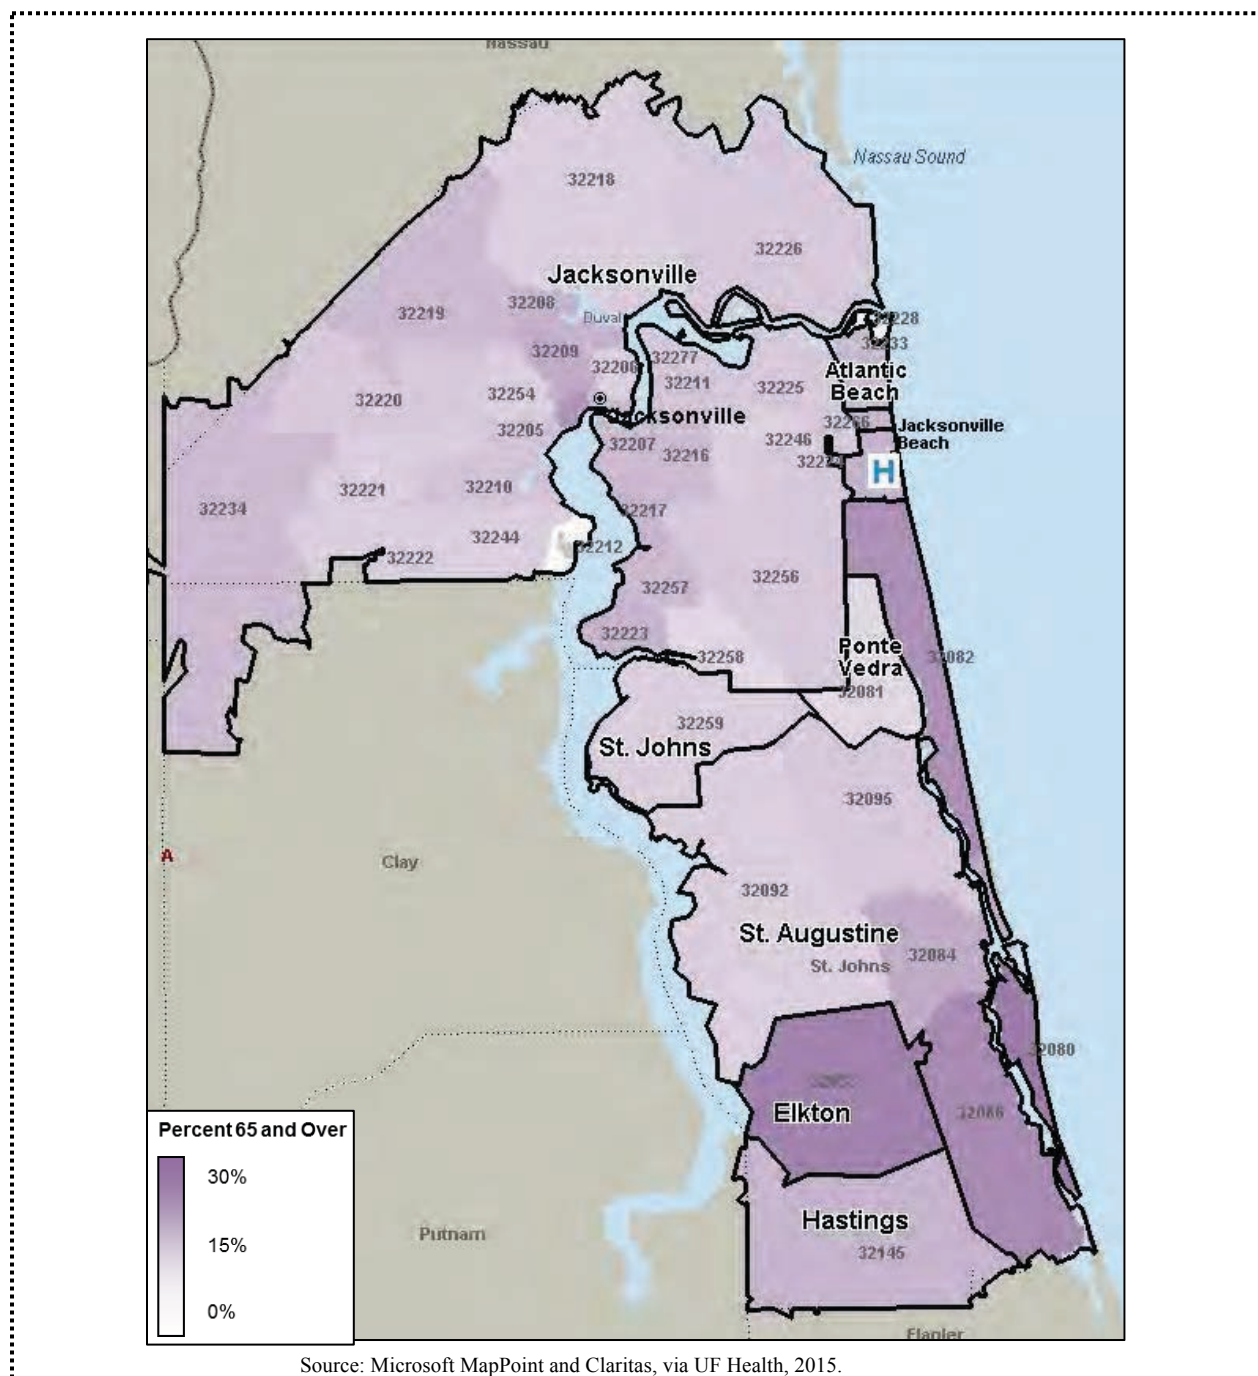 Nassau
Nassau Sound
32218
32226
Jacksonville
32208
32219
Duval
32228
32233
32209
32277
32206
32211
Atlantic
Beach
32225
32220
32254
Jacksonville
32266
Jacksonville
Beach
32205
32207
32246
32216
H
32210
32221
32234
32217
32244
32212
32222
32256
32257
32223
Ponte
Vedra
32258
32082
32081
32259
St. Johns
32095
A
Clay
32092
St. Augustine
32084
St. Johns
32080
Elkton
32086
Hastings
32145
Putnam
Flagler
Percent 65 and Over
30%
15%
0%
Source: Microsoft MapPoint and Claritas, via UF Health, 2015.